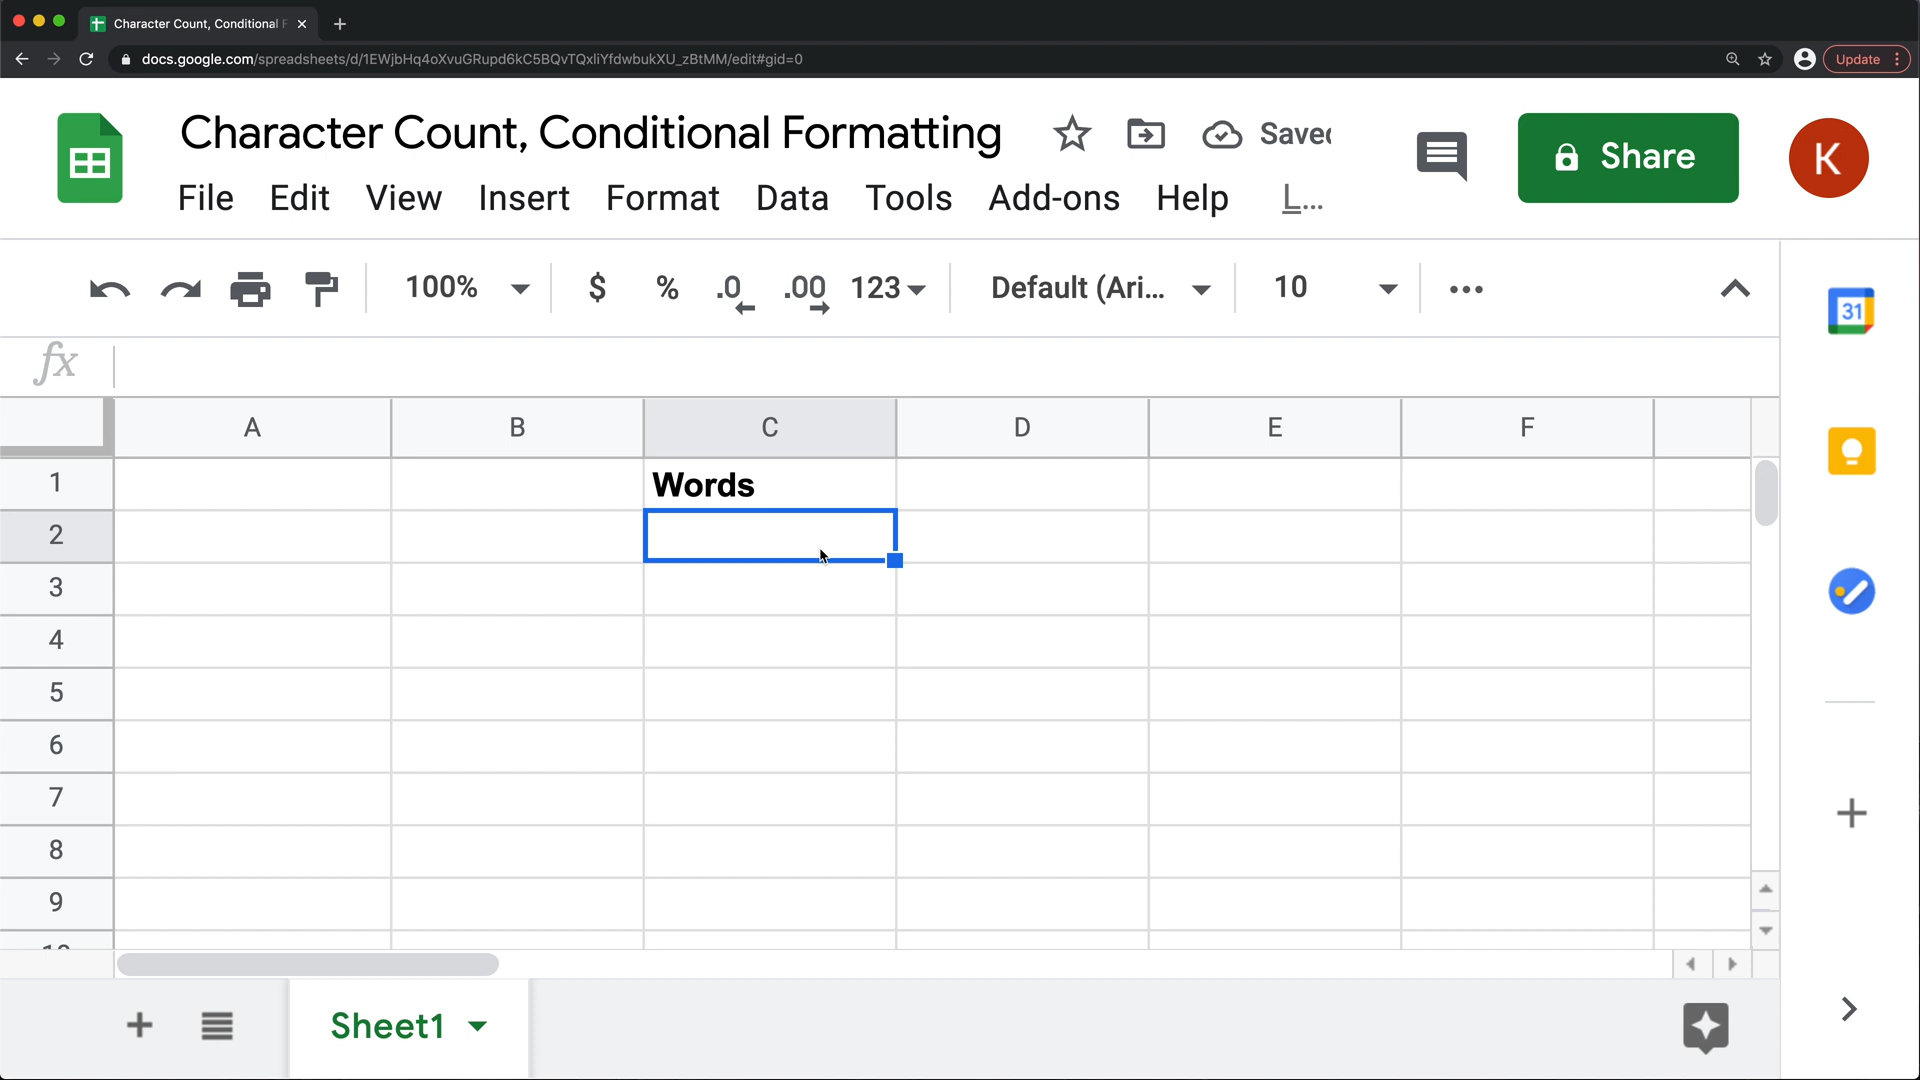 Character Count, Conditional F
docs.google.com/spreadsheets/d/1EWjbHq4oXvuGRupd6kC5BQvTQxliYfdwbukXU_zBtMM/edit#gid=0
Update
Character Count, Conditional Formatting
Saved
Share
K
File Edit View Insert Format Data Tools Add-ons Help L...
100% $ % .0 .00 123 Default (Ari... 10
31
fx
A B C D E F
1 Words
2
3
4
5
6
7
8
9
10
Sheet1